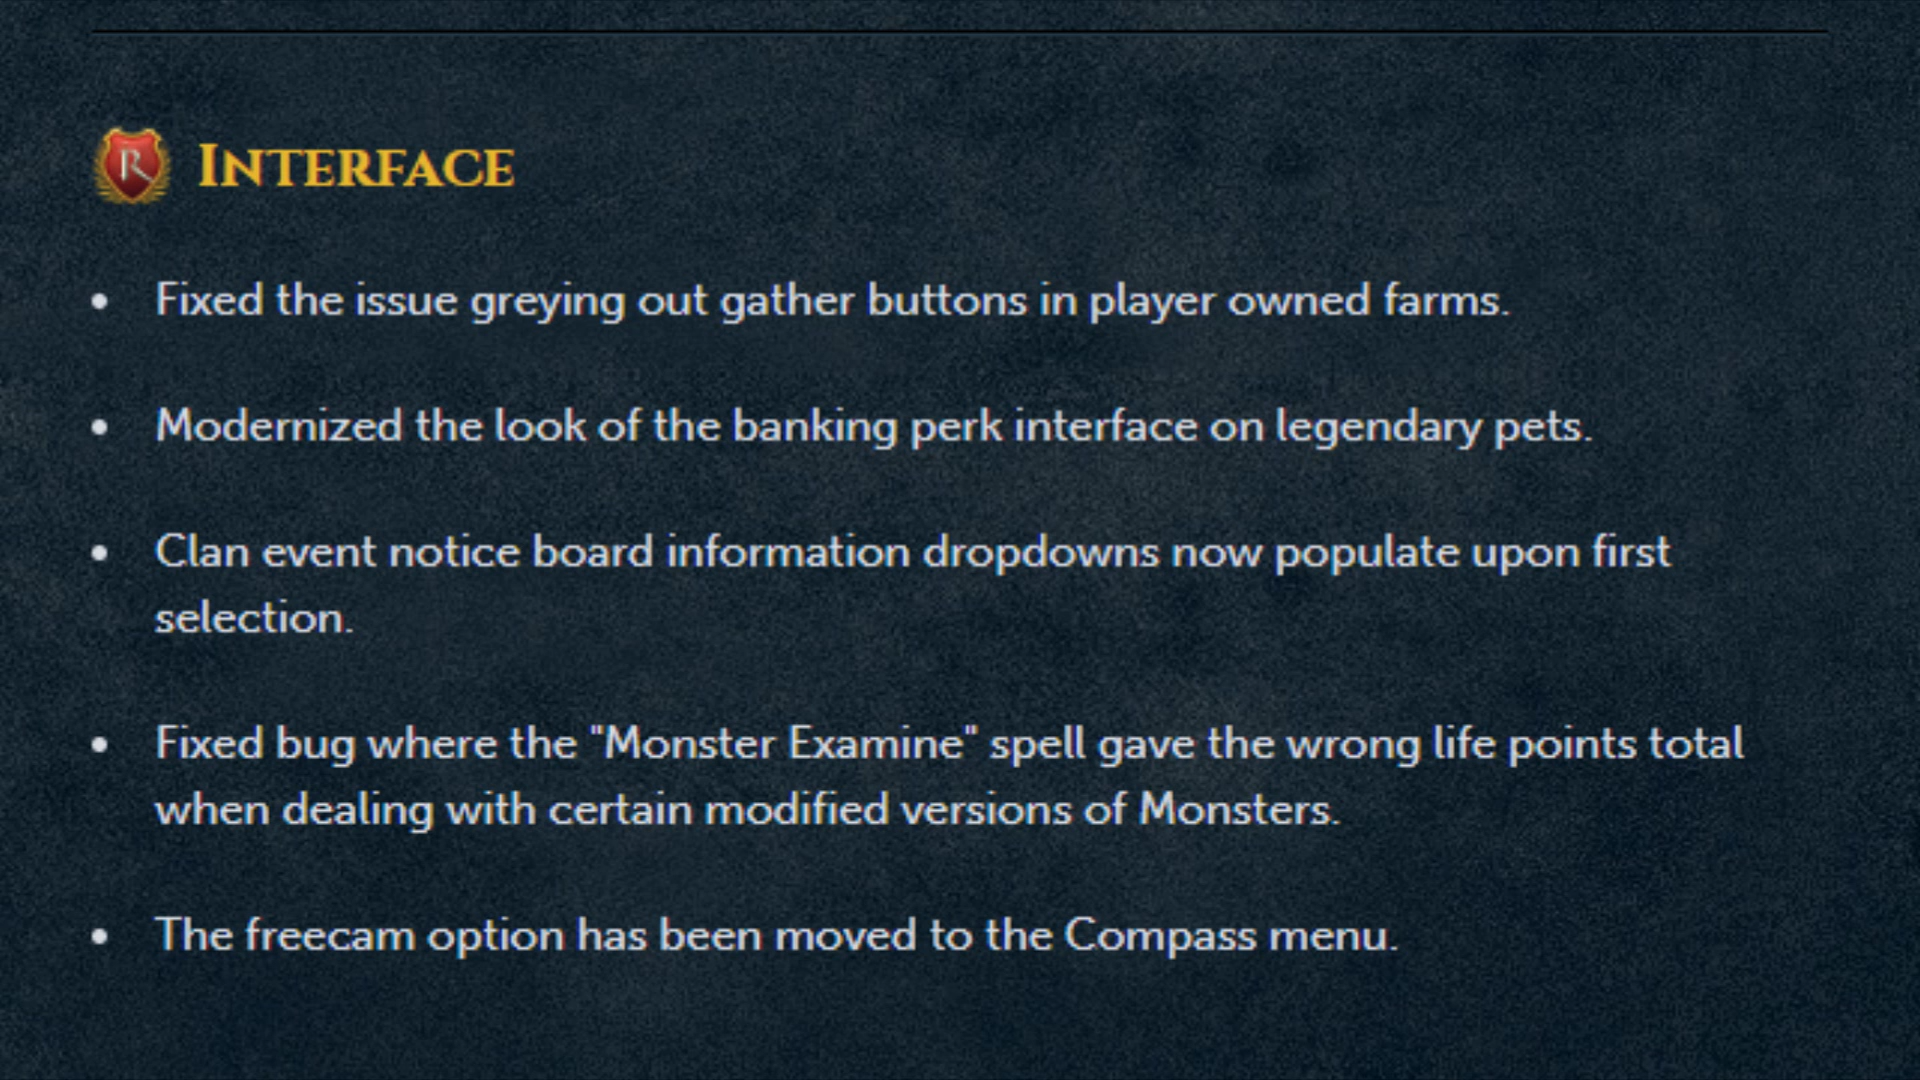 R
INTERFACE
• Fixed the issue greying out gather buttons in player owned farms.
• Modernized the look of the banking perk interface on legendary pets.
• Clan event notice board information dropdowns now populate upon first
selection.
• Fixed bug where the "Monster Examine" spell gave the wrong life points total
when dealing with certain modified versions of Monsters.
• The freecam option has been moved to the Compass menu.